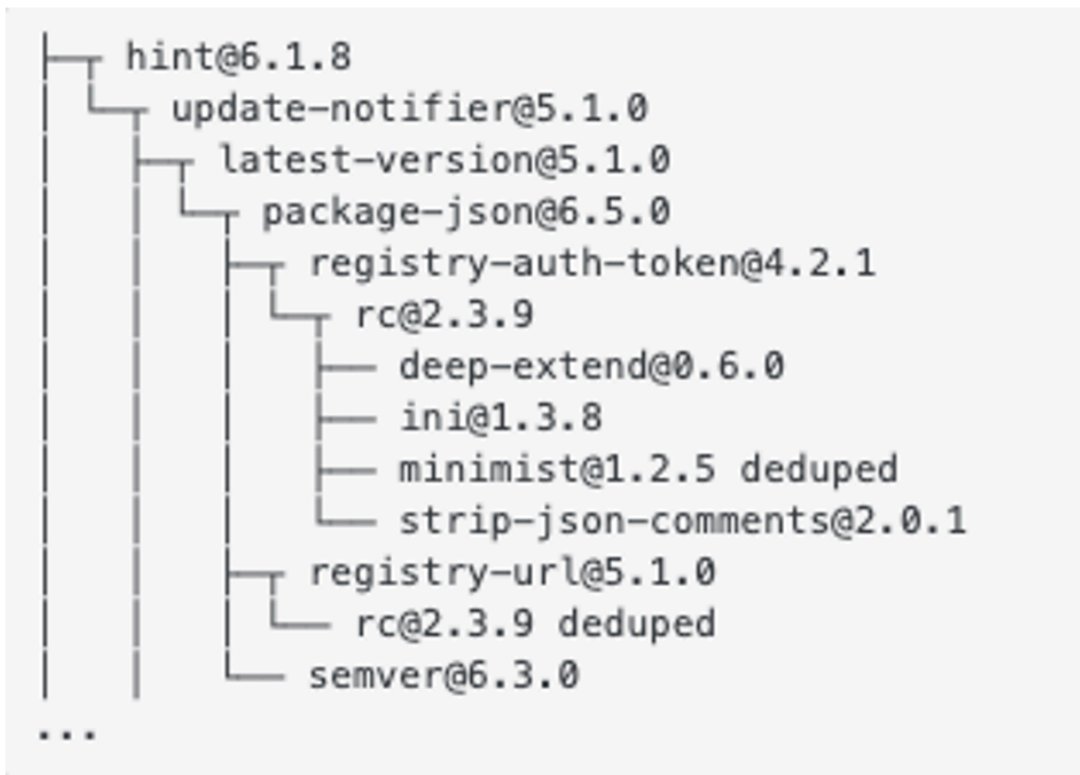 ├─┬ hint@6.1.8
│ └─┬ update-notifier@5.1.0
│   ├─┬ latest-version@5.1.0
│   │ └─┬ package-json@6.5.0
│   │   ├─┬ registry-auth-token@4.2.1
│   │   │ └─┬ rc@2.3.9
│   │   │   ├── deep-extend@0.6.0
│   │   │   ├── ini@1.3.8
│   │   │   ├── minimist@1.2.5 deduped
│   │   │   └── strip-json-comments@2.0.1
│   │   ├─┬ registry-url@5.1.0
│   │   │ └── rc@2.3.9 deduped
│   │   └── semver@6.3.0
...